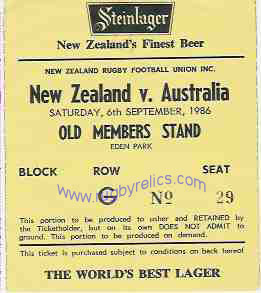 Steinlager
New Zealand's Finest Beer
NEW ZEALAND RUGBY FOOTBALL UNION INC.
New Zealand v. Australia
SATURDAY, 6th SEPTEMBER, 1986
OLD MEMBERS STAND
EDEN PARK
BLOCK ROW SEAT
www.rugbyrelics.com
G No 29
This portion to be produced to usher and RETAINED by
the Ticketholder, but on its own DOES NOT ADMIT to
ground. This portion to be produced on demand.
This ticket is purchased subject to conditions on back hereof
THE WORLD'S BEST LAGER